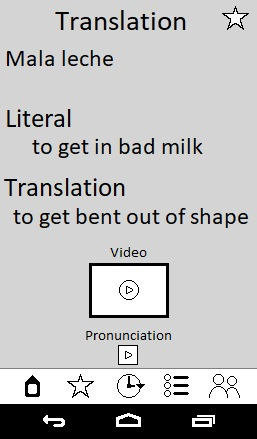 Translation
Mala leche
Literal
to get in bad milk
Translation
to get bent out of shape
Video
Pronunciation